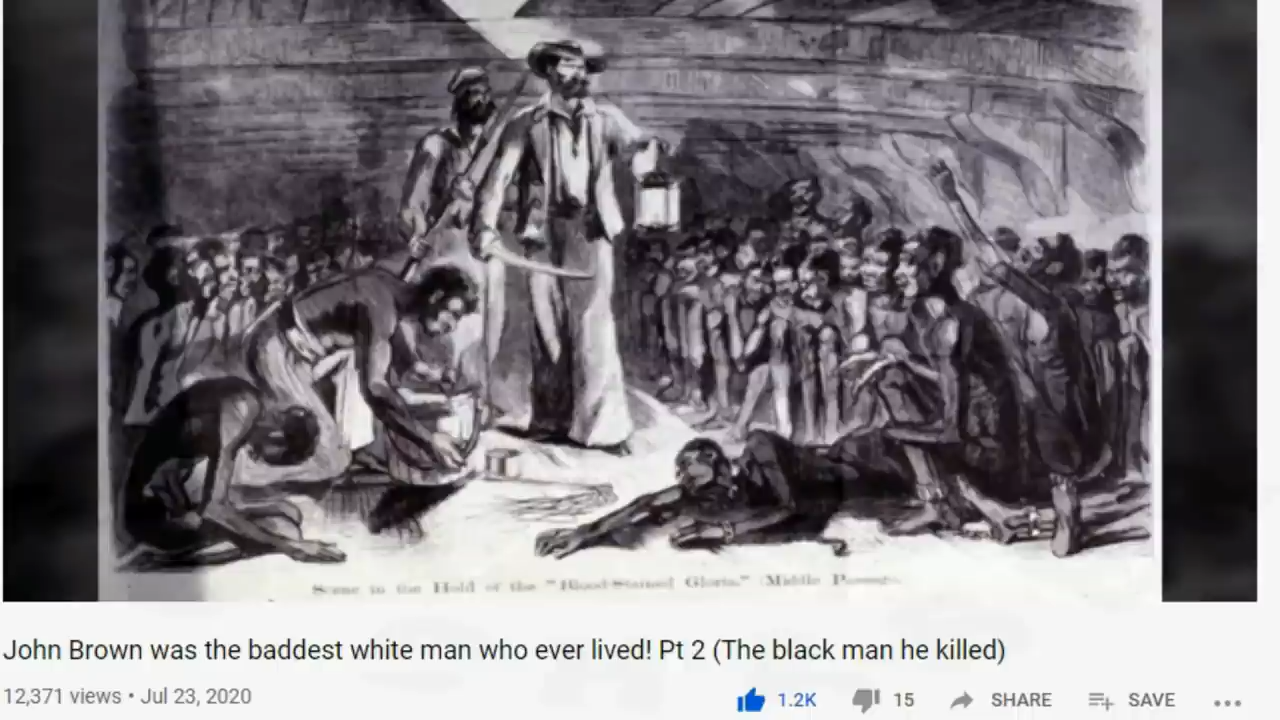 Scene in the Hold of the "Blood-Stained Gloria." (Middle Passage
John Brown was the baddest white man who ever lived! Pt 2 (The black man he killed)
12,371 views • Jul 23, 2020 1.2K 15 SHARE SAVE